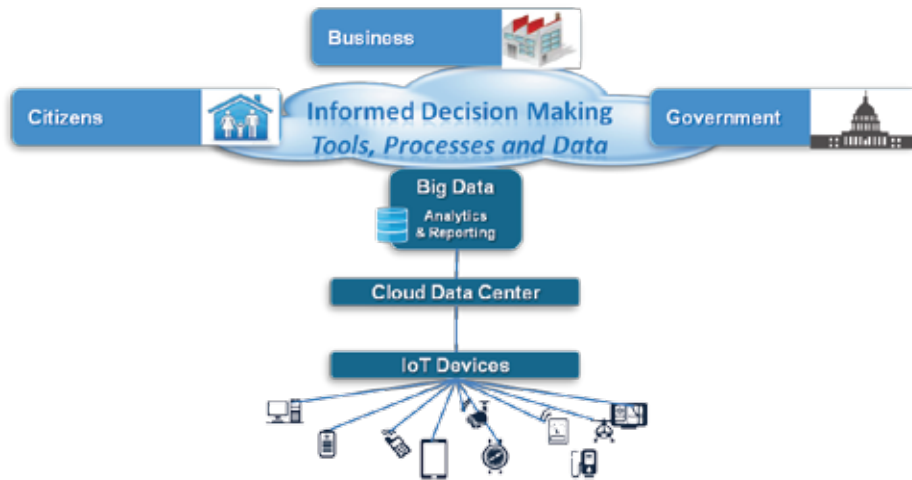 Business
Citizens
Government
Informed Decision Making
Tools, Processes and Data
Big Data
Analytics
& Reporting
Cloud Data Center
IoT Devices